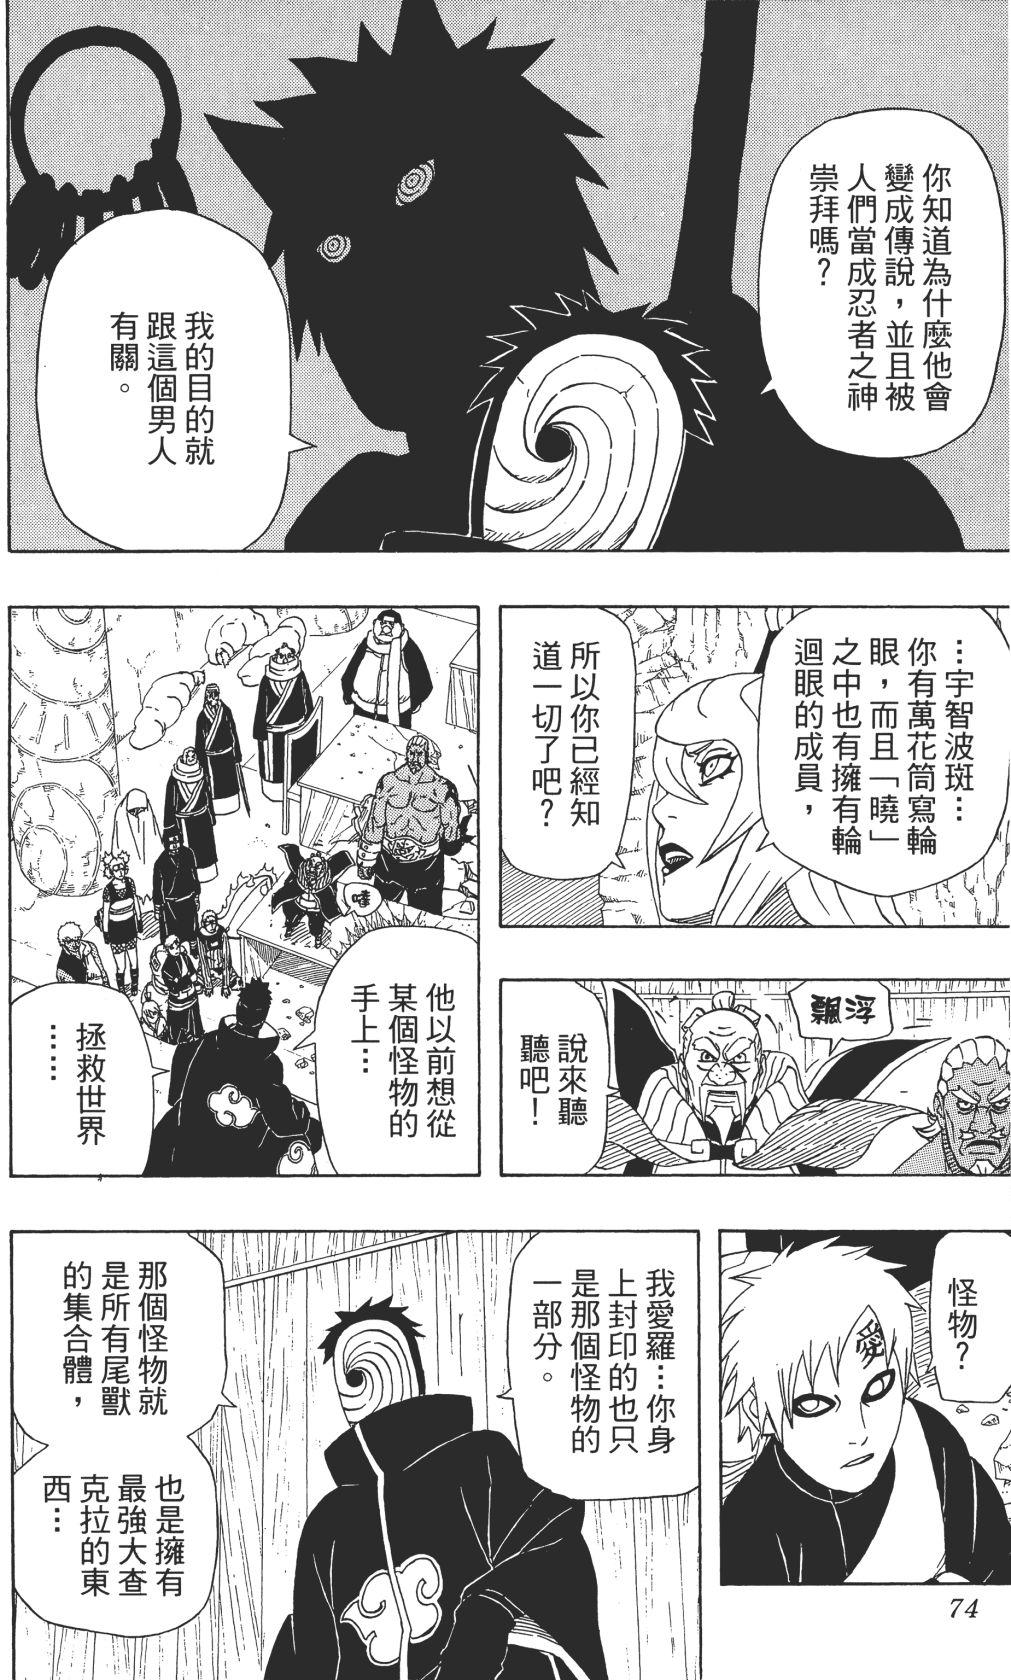 你知道為什麼他會
變成傳說，並且被
人們當成忍者之神
崇拜嗎？
我的目的就
跟這個男人
有關。
…宇智波斑…
你有萬花筒寫輪
眼，而且「曉」
之中也有擁有輪
迴眼的成員，
所以你已經知
道一切了吧？
飄浮
說來聽
聽吧！
嘩
他以前想從
某個怪物的
手上…
拯救世界
……
怪物？
愛
我愛羅…你身
上封印的也只
是那個怪物的
一部分。
那個怪物就
是所有尾獸
的集合體，
也是擁有
最強大查
克拉的東
西…
74